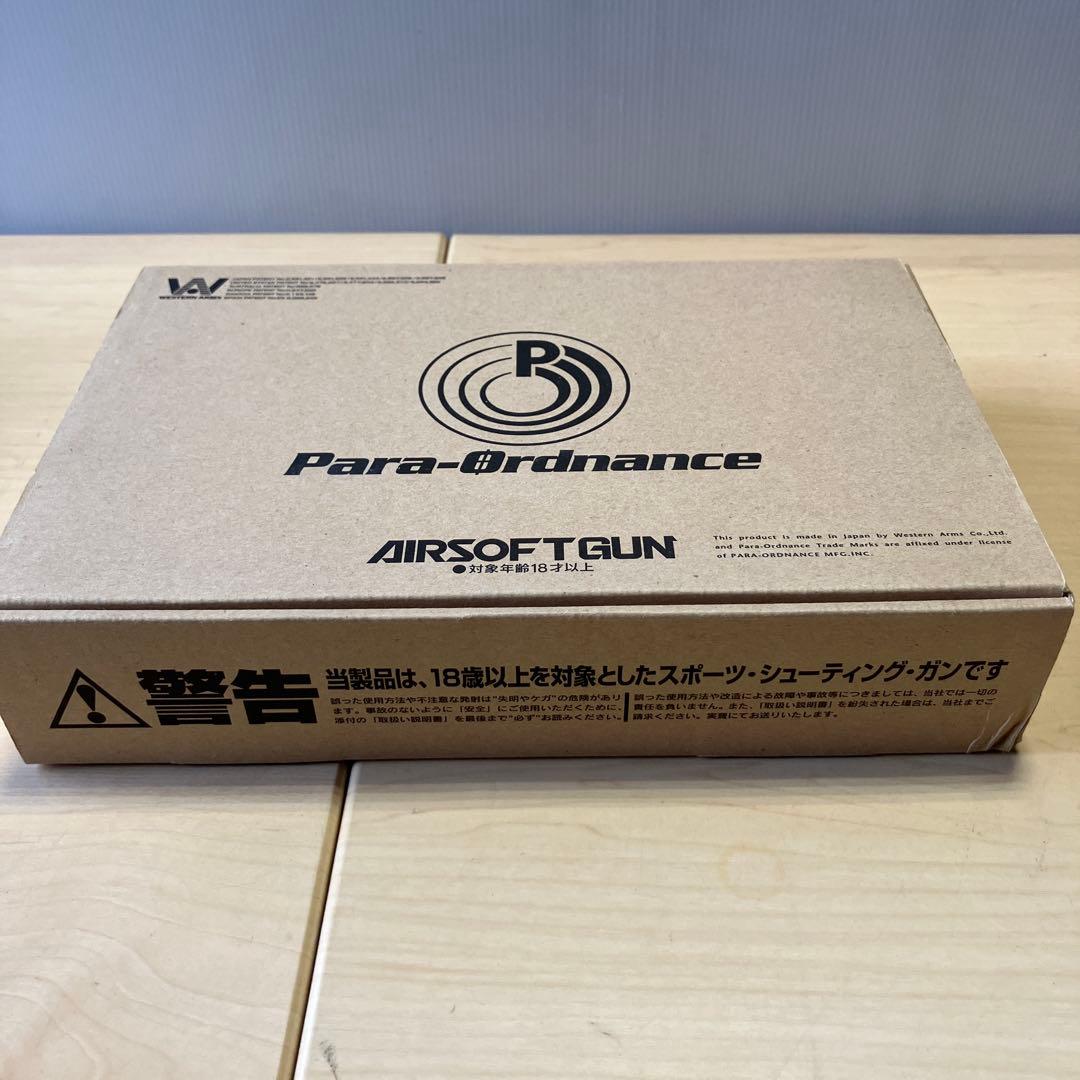 WESTERN ARMS
P
Para-Ordnance
AIRSOFTGUN
●対象年齢18才以上
This product is made in Japan by Western Arms Co.,Ltd.
and Para-Ordnance Trade Marks are affixed under license
of PARA-ORDNANCE MFG.INC.
警告
当製品は、18歳以上を対象としたスポーツ・シューティング・ガンです
誤った使用方法や不注意な発射は"失明やケガ"の危険があり
ます。事故のないように「安全」にご使用いただくために、
添付の「取扱い説明書」を最後まで"必ず"お読みください。
誤った使用方法や改造による故障や事故等につきましては、当社では一切の
責任を負いません。また、「取扱い説明書」を紛失された場合は、当社までご
請求ください。実費にてお送りいたします。